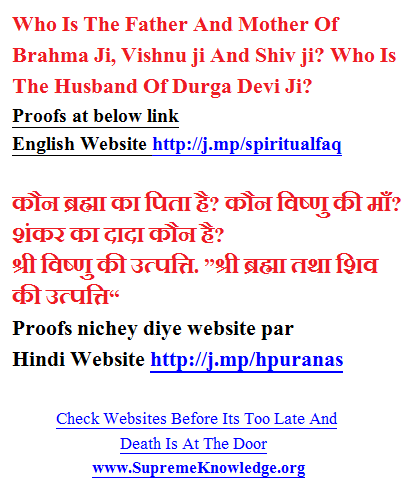 Who Is The Father And Mother Of
Brahma Ji, Vishnu ji And Shiv ji? Who Is
The Husband Of Durga Devi Ji?
Proofs at below link
English Website http://j.mp/spiritualfaq
कौन ब्रह्मा का पिता है? कौन विष्णु की माँ?
शंकर का दादा कौन है?
श्री विष्णु की उत्पत्ति. ”श्री ब्रह्मा तथा शिव
की उत्पत्ति“
Proofs nichey diye website par
Hindi Website http://j.mp/hpuranas
Check Websites Before Its Too Late And
Death Is At The Door
www.SupremeKnowledge.org